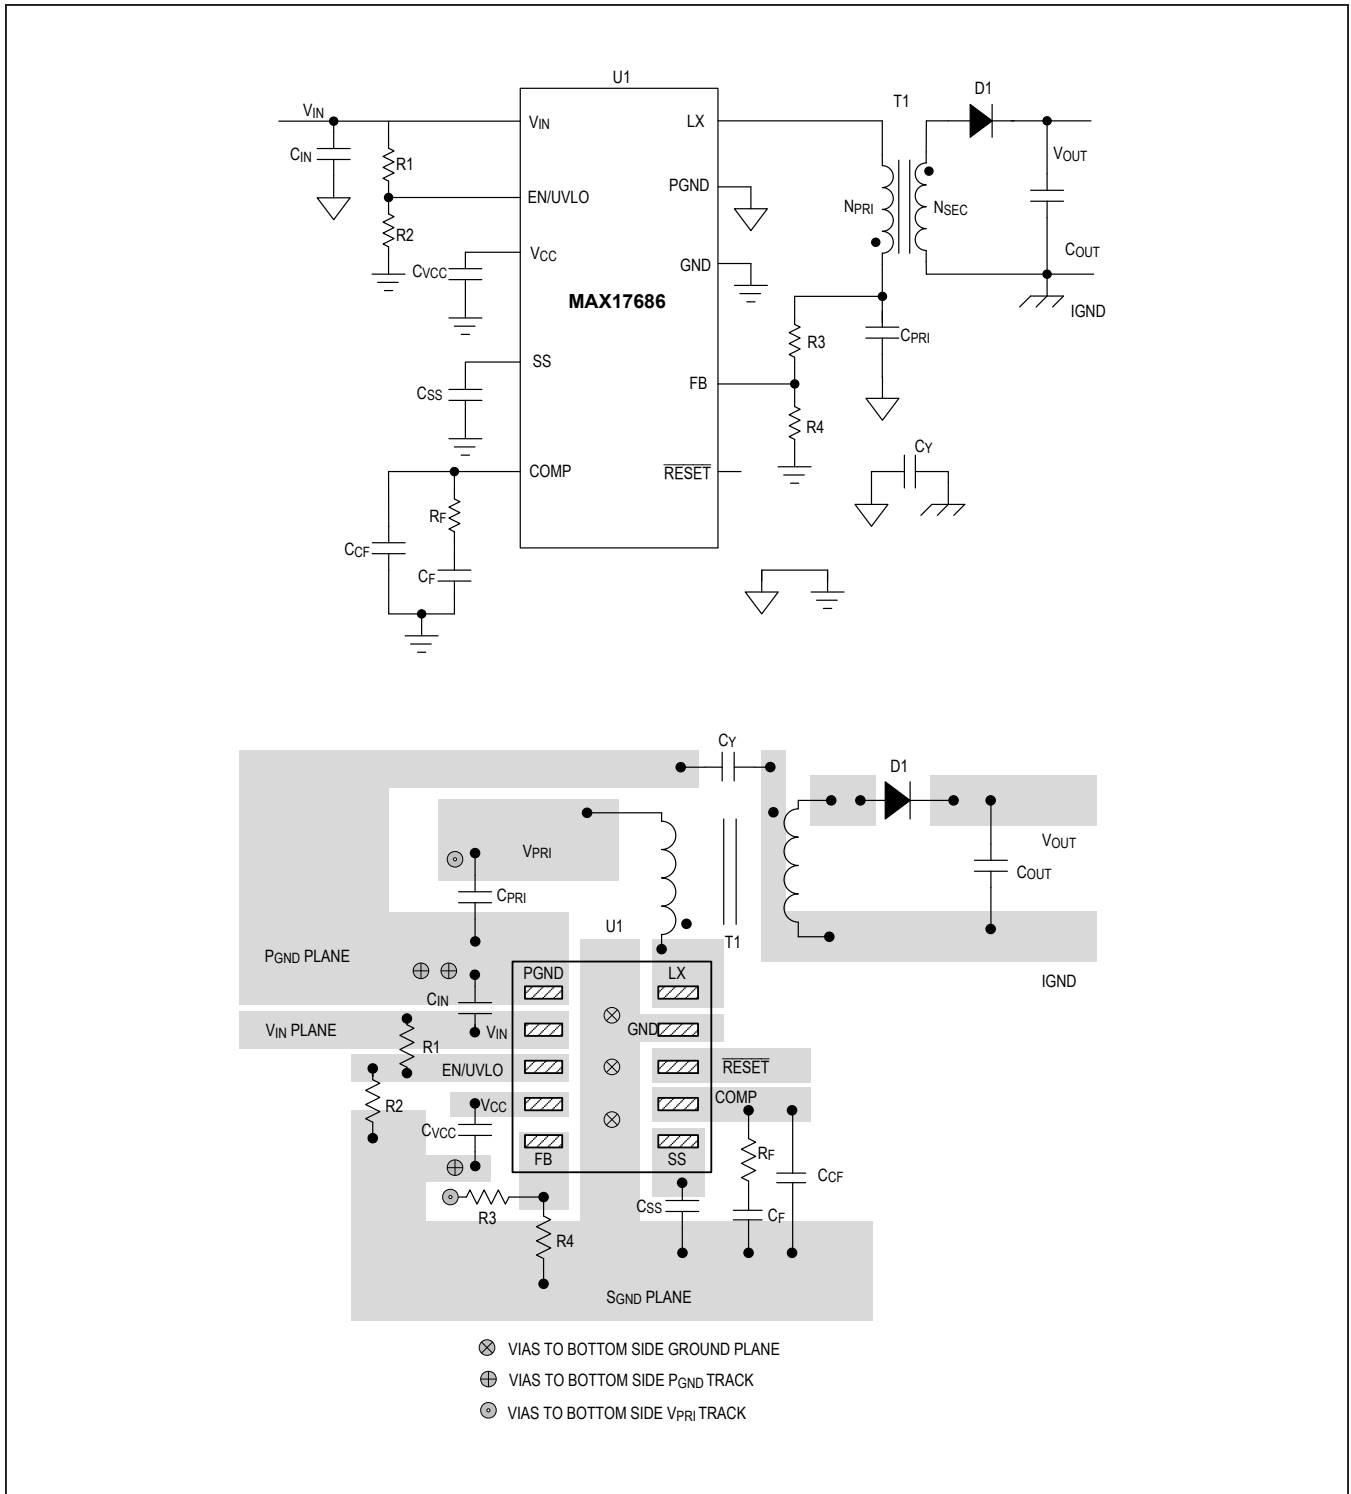 U1
D1
T1
VIN
VIN
LX
VOUT
CIN
R1
PGND
EN/UVLO
NPRI
NSEC
R2
VCC
COUT
CVCC
GND
MAX17686
IGND
R3
CPRI
SS
FB
CSS
R4
CY
COMP
RESET
RF
CCF
CF
CY
D1
VPRI
VOUT
COUT
CPRI
U1
T1
PGND PLANE
PGND
LX
IGND
CIN
VIN PLANE
VIN
GND
R1
EN/UVLO
RESET
R2
VCC
COMP
CVCC
FB
SS
RF
CCF
R3
CSS
CF
R4
SGND PLANE
VIAS TO BOTTOM SIDE GROUND PLANE
VIAS TO BOTTOM SIDE PGND TRACK
VIAS TO BOTTOM SIDE VPRI TRACK